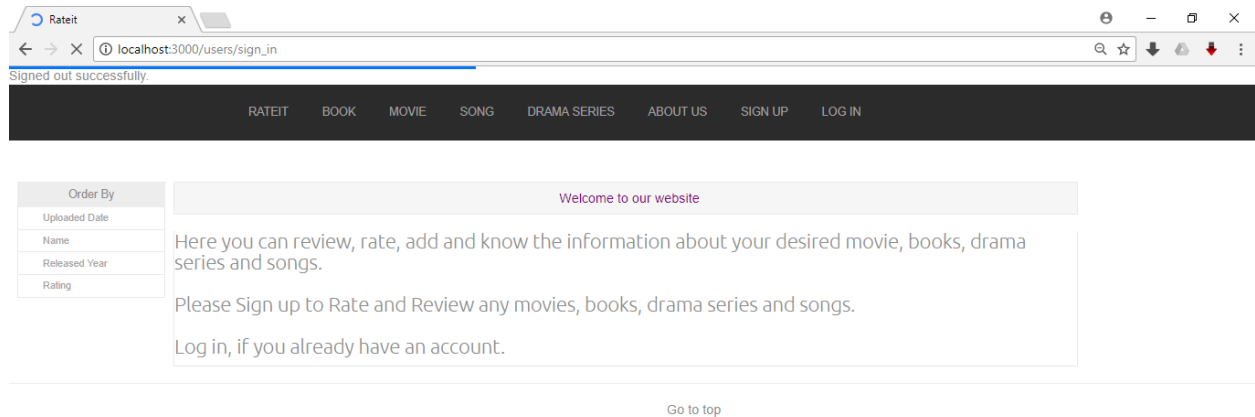 Rateit
localhost:3000/users/sign_in
Signed out successfully.
RATEIT BOOK MOVIE SONG DRAMA SERIES ABOUT US SIGN UP LOG IN
Order By
Uploaded Date
Name
Released Year
Rating
Welcome to our website
Here you can review, rate, add and know the information about your desired movie, books, drama
series and songs.
Please Sign up to Rate and Review any movies, books, drama series and songs.
Log in, if you already have an account.
Go to top